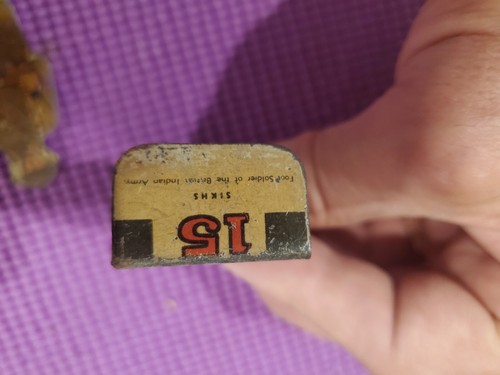 15
SIKHS
Foot Soldier of the British Indian Army.